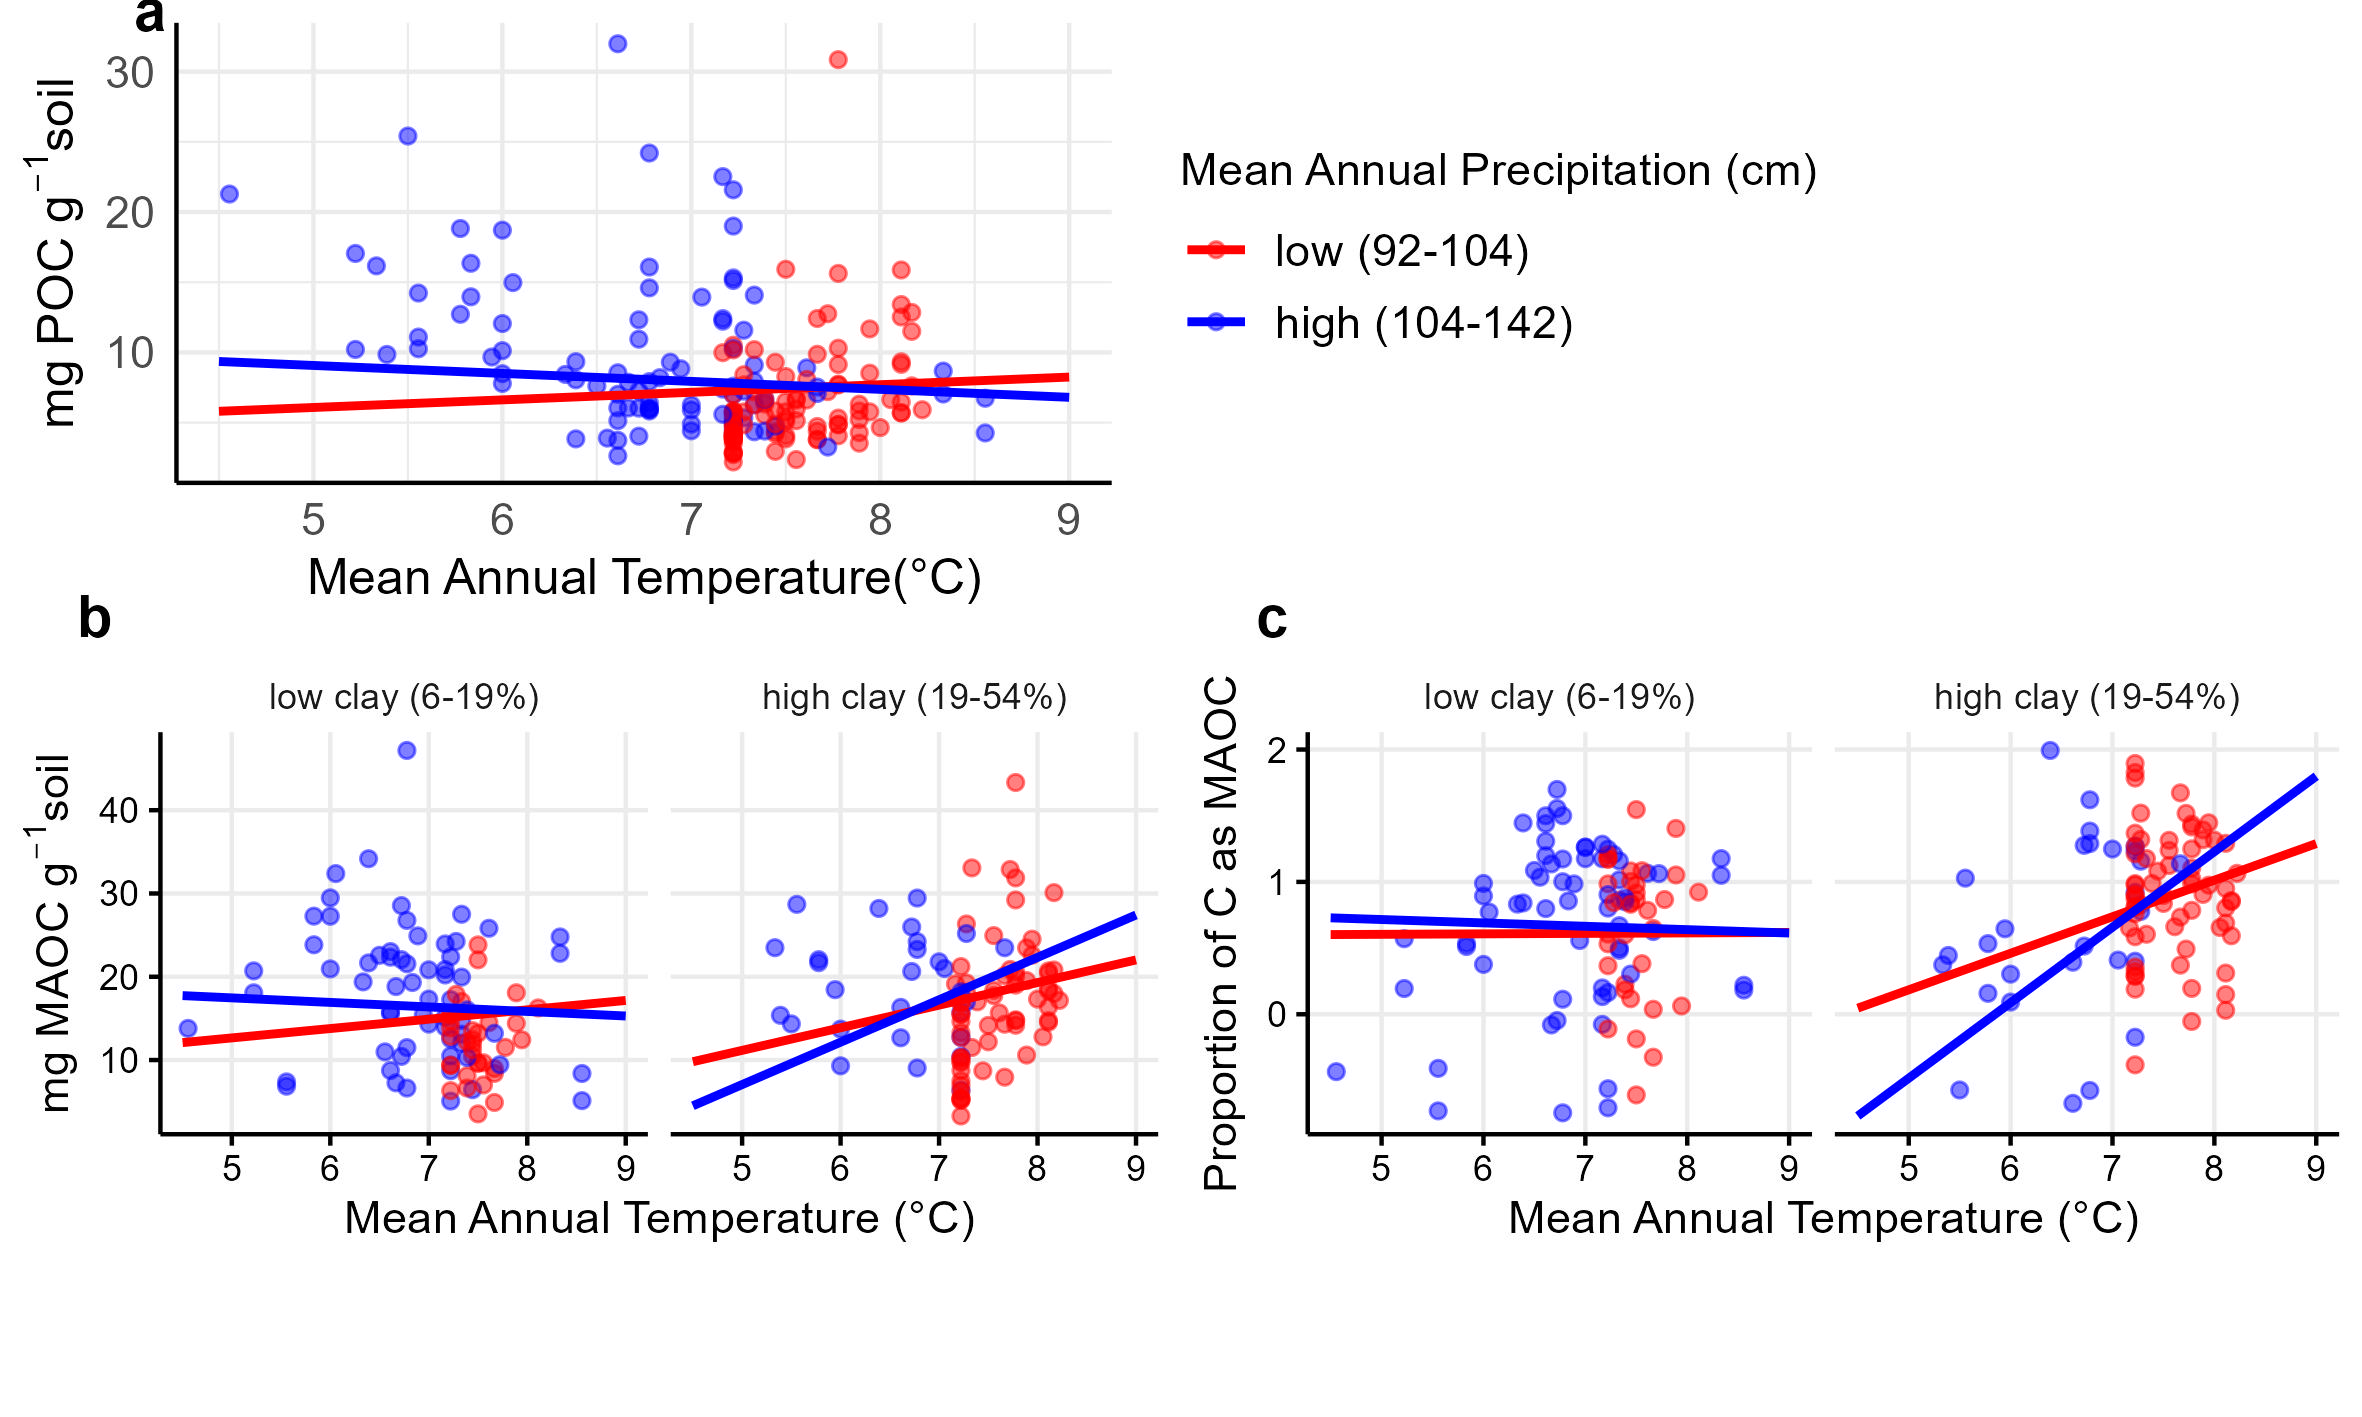 a
mg POC g⁻¹soil
30
20
10
5 6 7 8 9
Mean Annual Temperature(°C)
Mean Annual Precipitation (cm)
low (92-104)
high (104-142)
b
low clay (6-19%) high clay (19-54%)
mg MAOC g⁻¹soil
40
30
20
10
5 6 7 8 9 5 6 7 8 9
Mean Annual Temperature (°C)
c
low clay (6-19%) high clay (19-54%)
Proportion of C as MAOC
2
1
0
5 6 7 8 9 5 6 7 8 9
Mean Annual Temperature (°C)